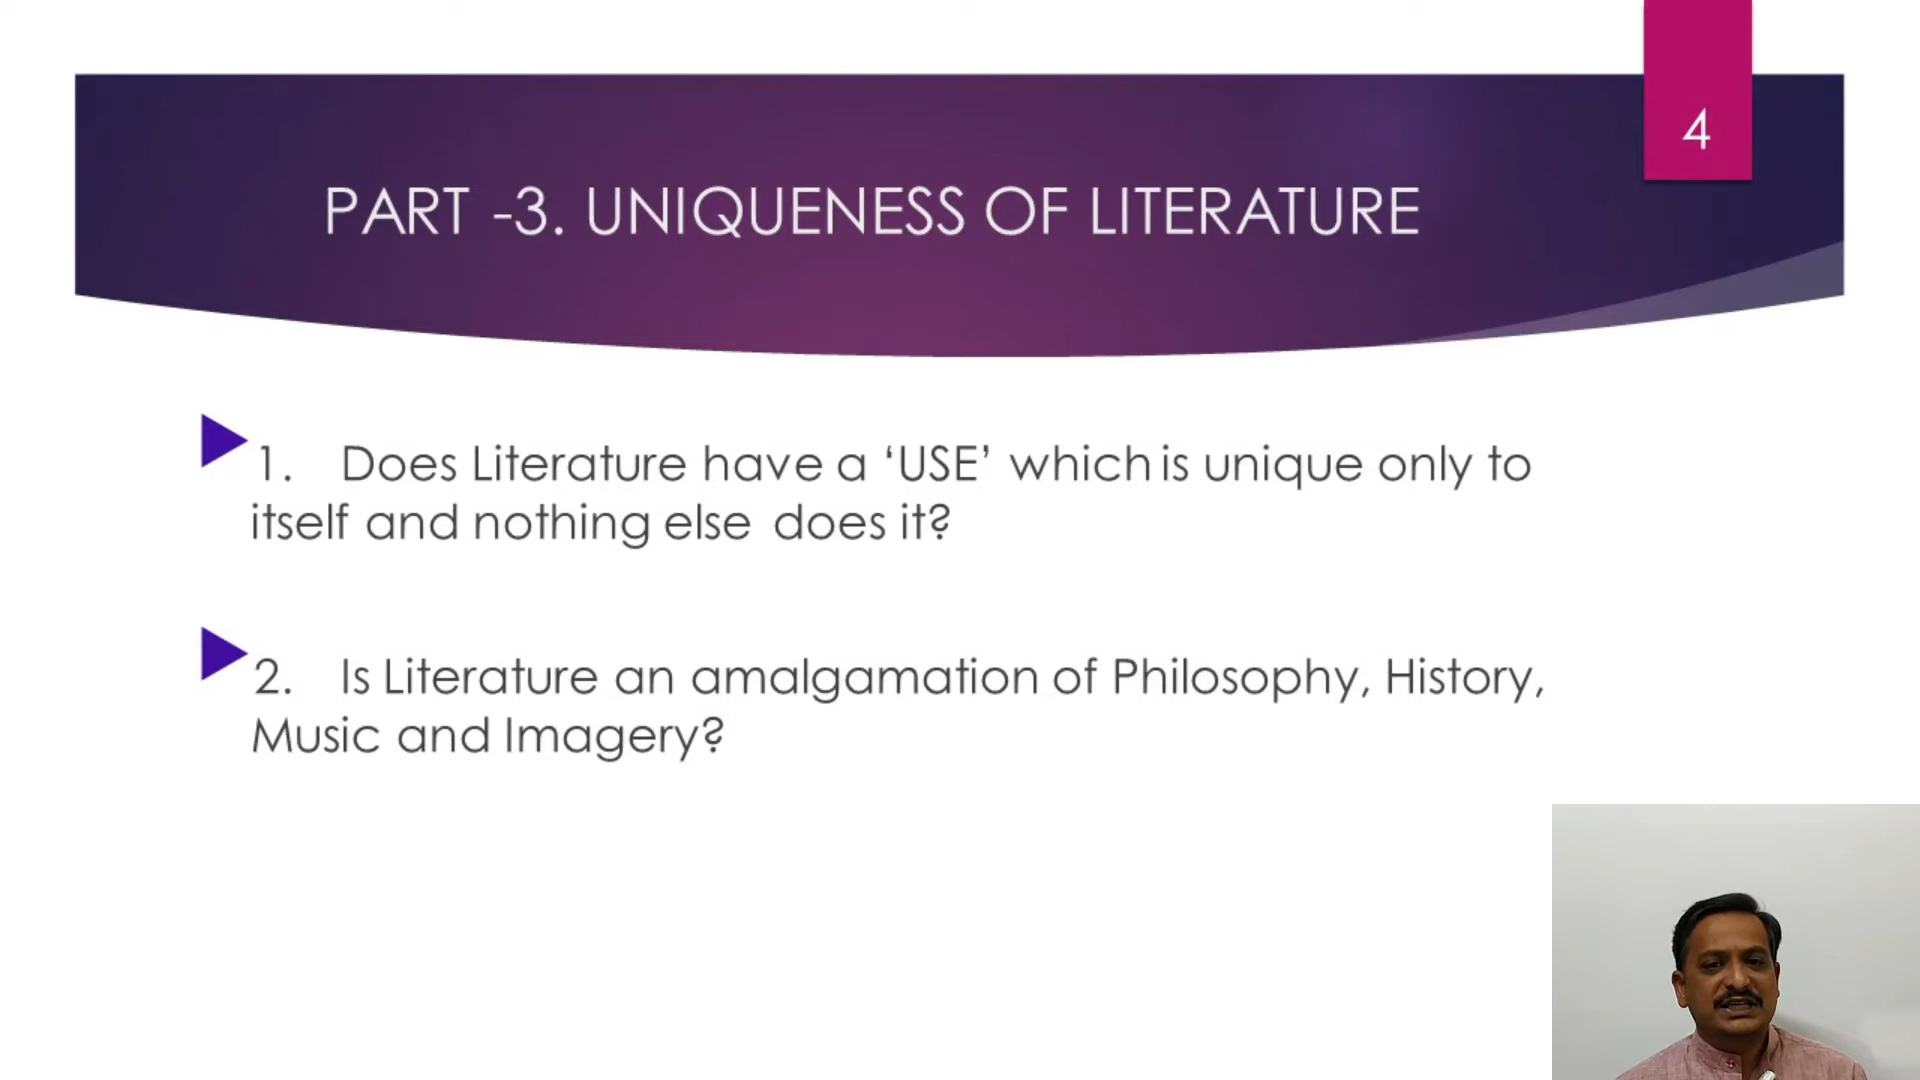 4
PART -3. UNIQUENESS OF LITERATURE
1. Does Literature have a ‘USE’ which is unique only to
itself and nothing else does it?
2. Is Literature an amalgamation of Philosophy, History,
Music and Imagery?